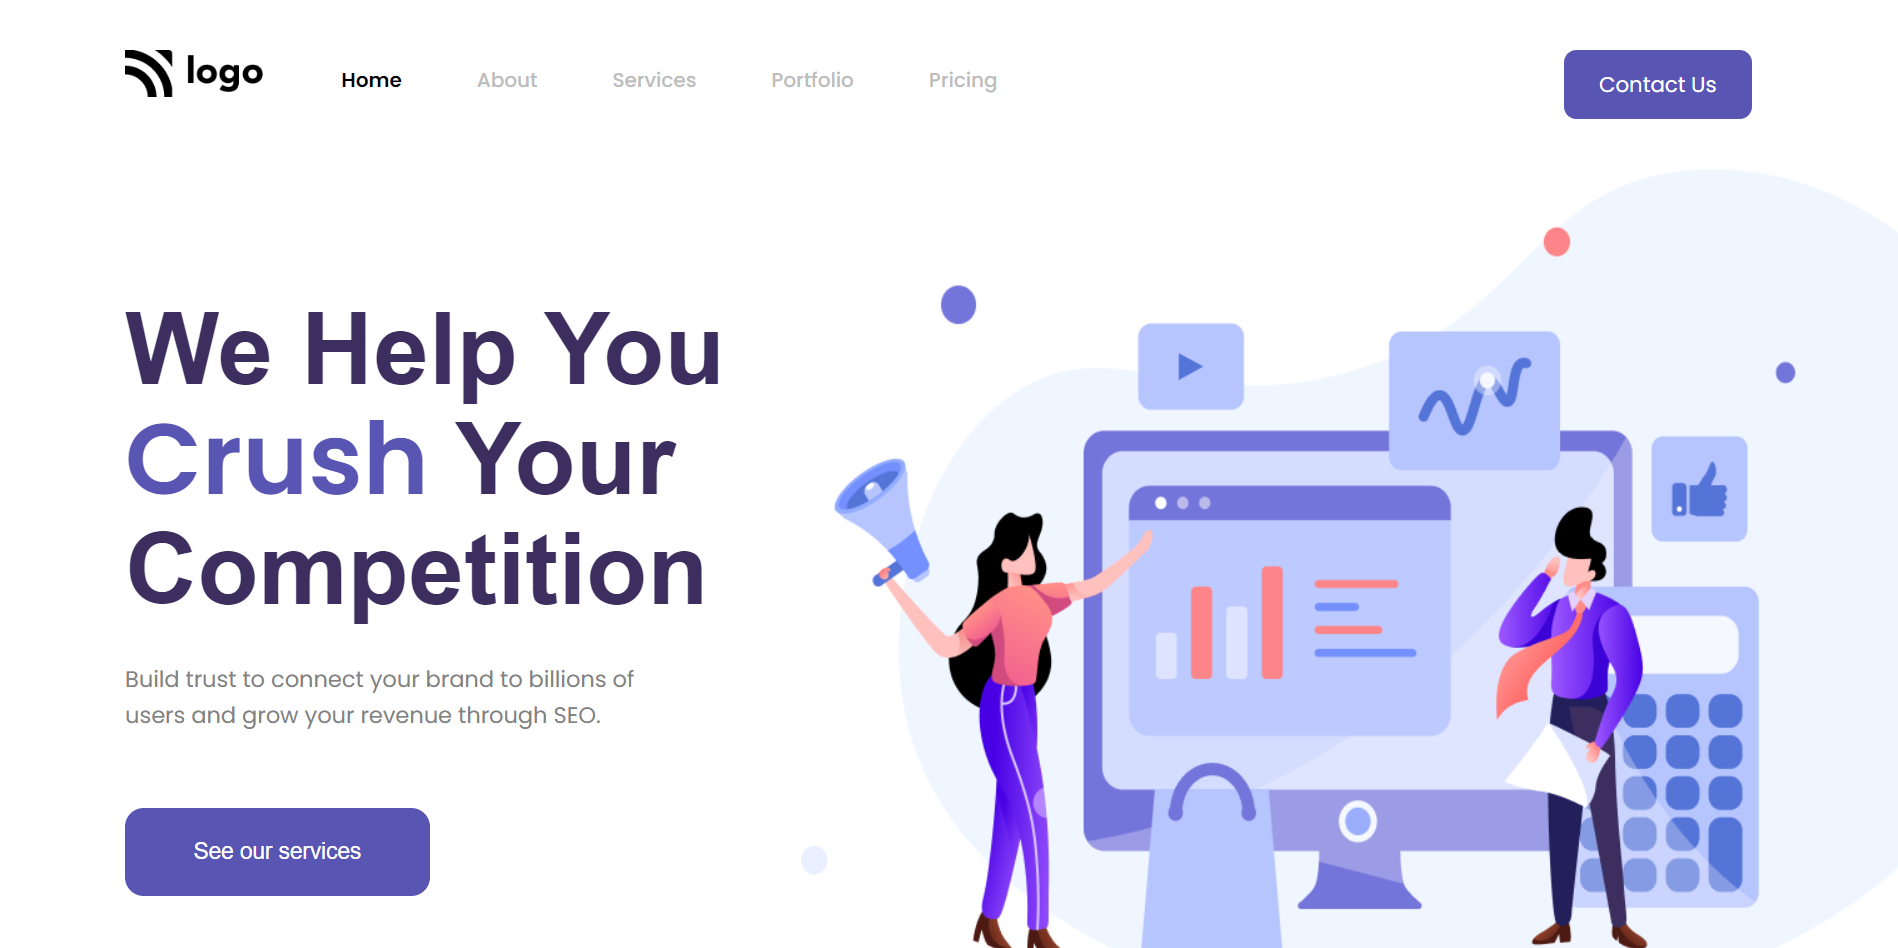 logo Home About Services Portfolio Pricing Contact Us
We Help You
Crush Your
Competition
Build trust to connect your brand to billions of
users and grow your revenue through SEO.
See our services